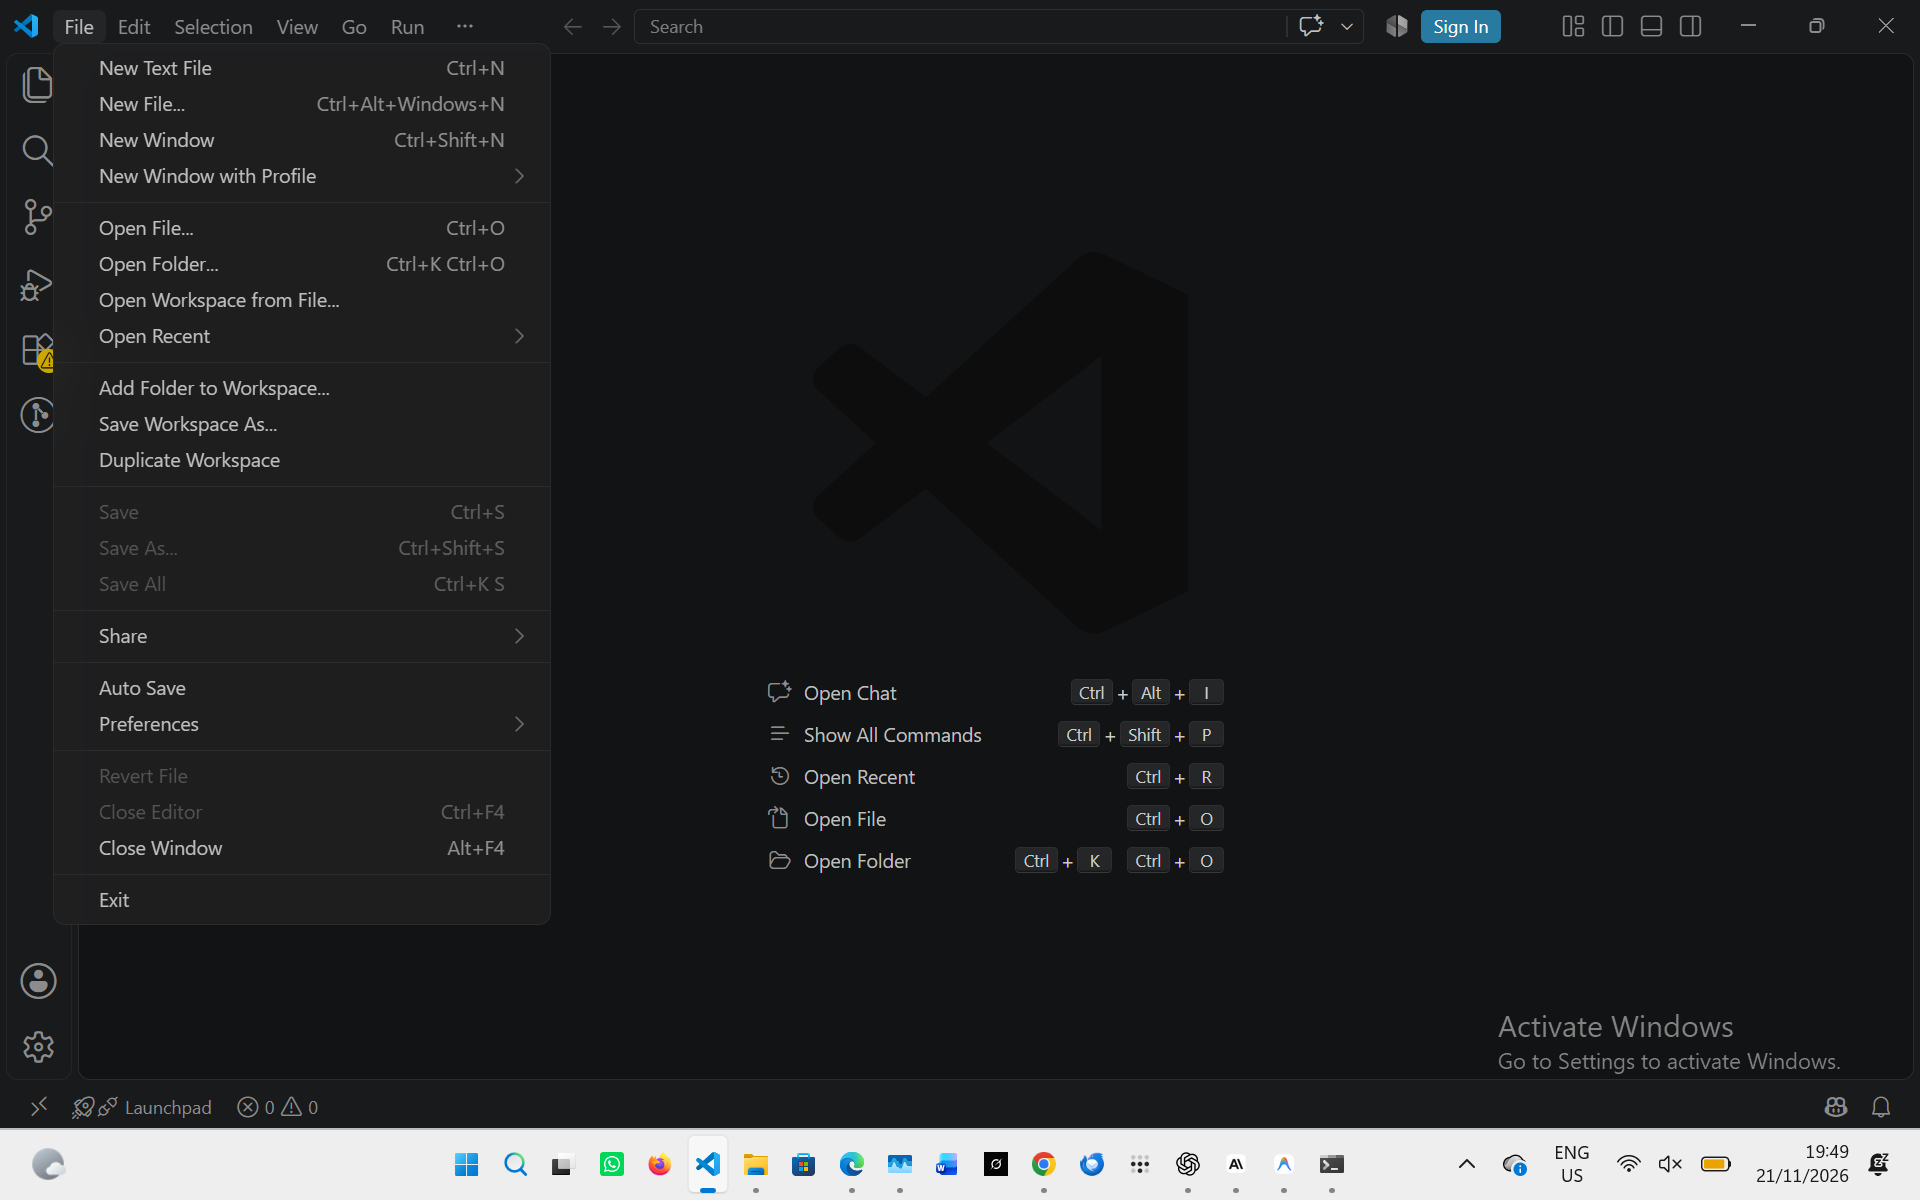 File Edit Selection View Go Run ···
Search
Sign In
New Text File Ctrl+N
New File... Ctrl+Alt+Windows+N
New Window Ctrl+Shift+N
New Window with Profile
Open File... Ctrl+O
Open Folder... Ctrl+K Ctrl+O
Open Workspace from File...
Open Recent
Add Folder to Workspace...
Save Workspace As...
Duplicate Workspace
Save Ctrl+S
Save As... Ctrl+Shift+S
Save All Ctrl+K S
Share
Auto Save
Preferences
Revert File
Close Editor Ctrl+F4
Close Window Alt+F4
Exit
Open Chat Ctrl + Alt + I
Show All Commands Ctrl + Shift + P
Open Recent Ctrl + R
Open File Ctrl + O
Open Folder Ctrl + K Ctrl + O
Activate Windows
Go to Settings to activate Windows.
Launchpad 0 0
ENG
US
19:49
21/11/2026